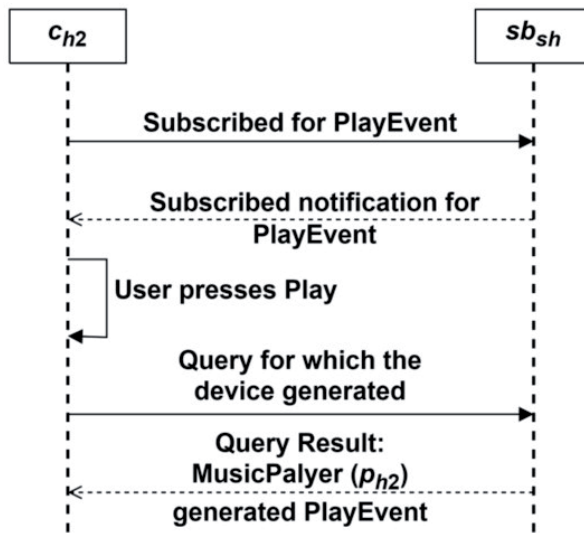 c_h2 sb_sh
Subscribed for PlayEvent
Subscribed notification for
PlayEvent
User presses Play
Query for which the
device generated
Query Result:
MusicPalyer (p_h2)
generated PlayEvent